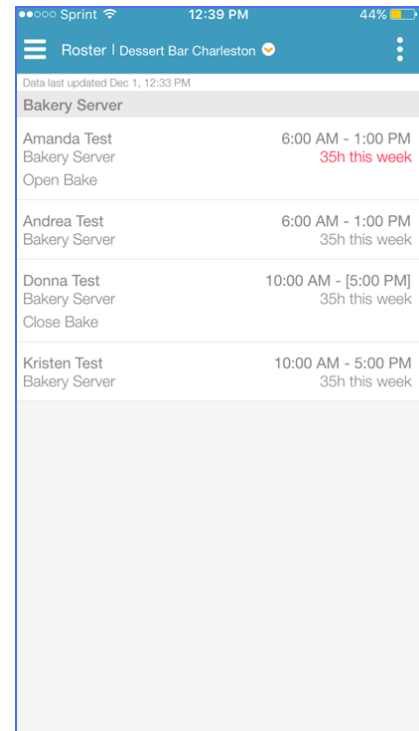 Sprint 12:39 PM 44%
Roster | Dessert Bar Charleston
Data last updated Dec 1, 12:33 PM
Bakery Server
Amanda Test 6:00 AM - 1:00 PM
Bakery Server 35h this week
Open Bake
Andrea Test 6:00 AM - 1:00 PM
Bakery Server 35h this week
Donna Test 10:00 AM - [5:00 PM]
Bakery Server 35h this week
Close Bake
Kristen Test 10:00 AM - 5:00 PM
Bakery Server 35h this week